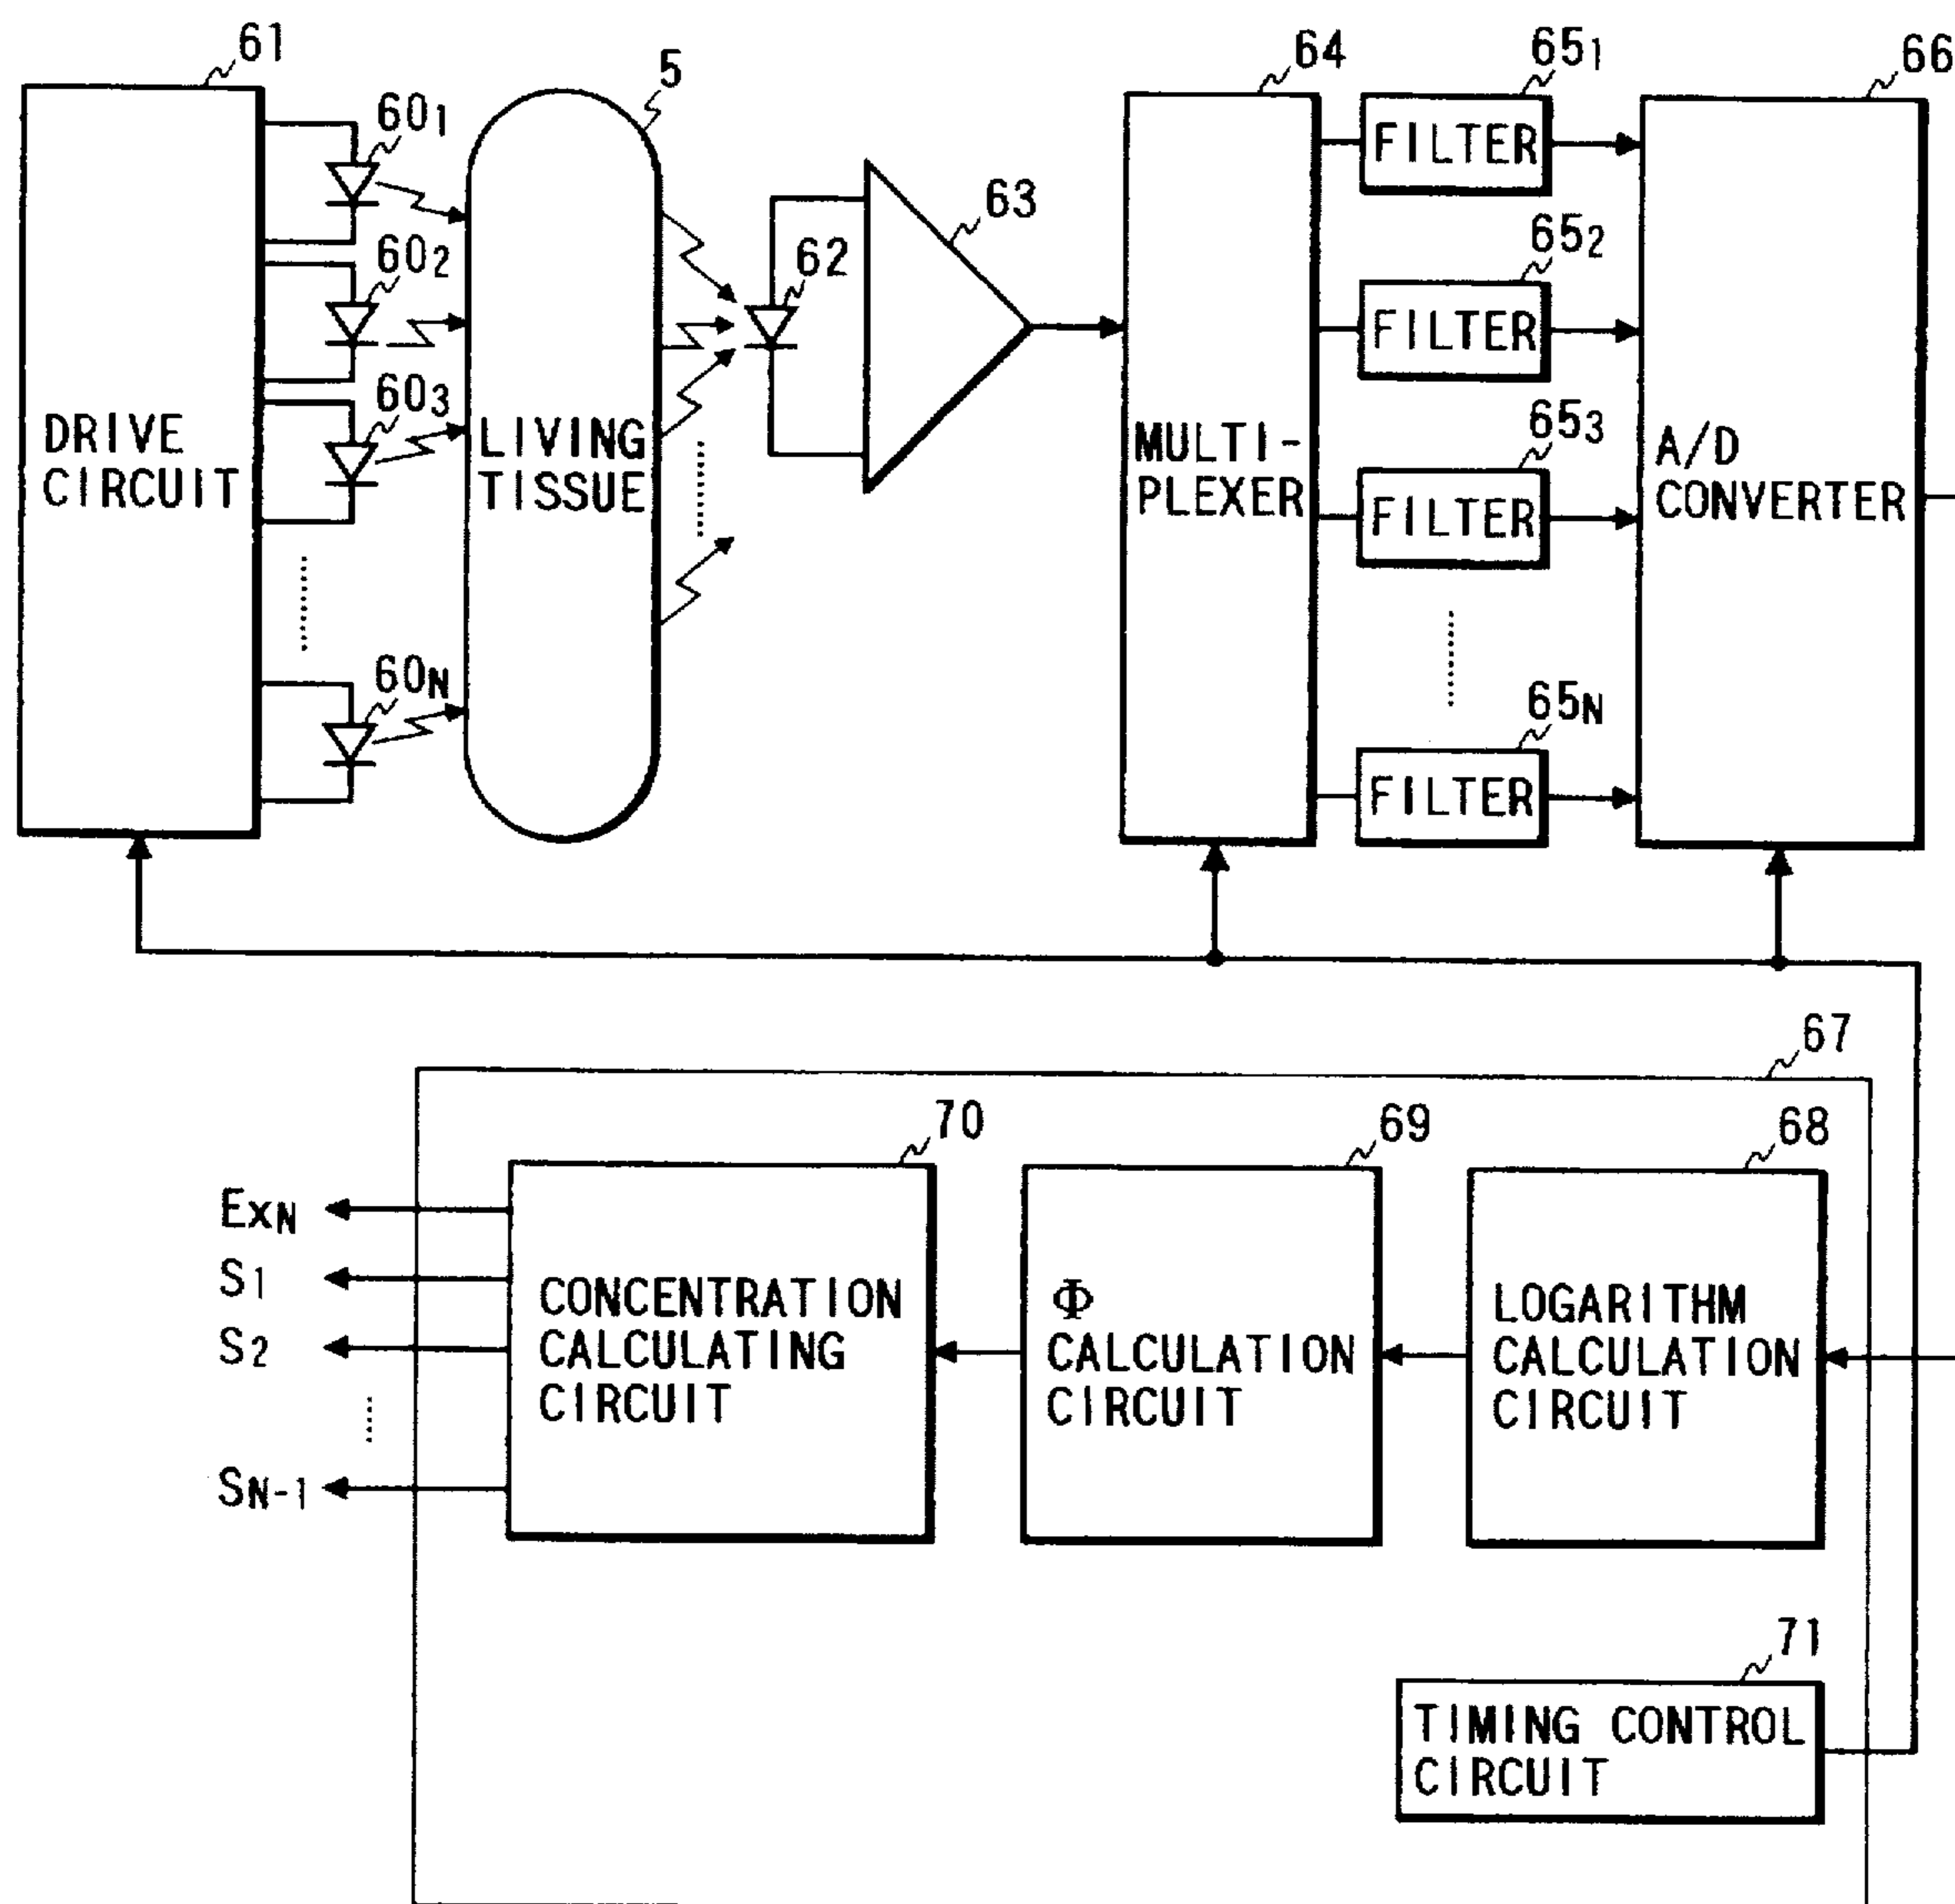 61
5
64
65₁
66
60₁
FILTER
63
60₂
62
65₂
FILTER
60₃
65₃
DRIVE
CIRCUIT
LIVING
TISSUE
MULTI-
PLEXER
FILTER
A/D
CONVERTER
60N
65N
FILTER
67
70
69
68
ExN
S1
S2
SN-1
CONCENTRATION
CALCULATING
CIRCUIT
Φ
CALCULATION
CIRCUIT
LOGARITHM
CALCULATION
CIRCUIT
71
TIMING CONTROL
CIRCUIT